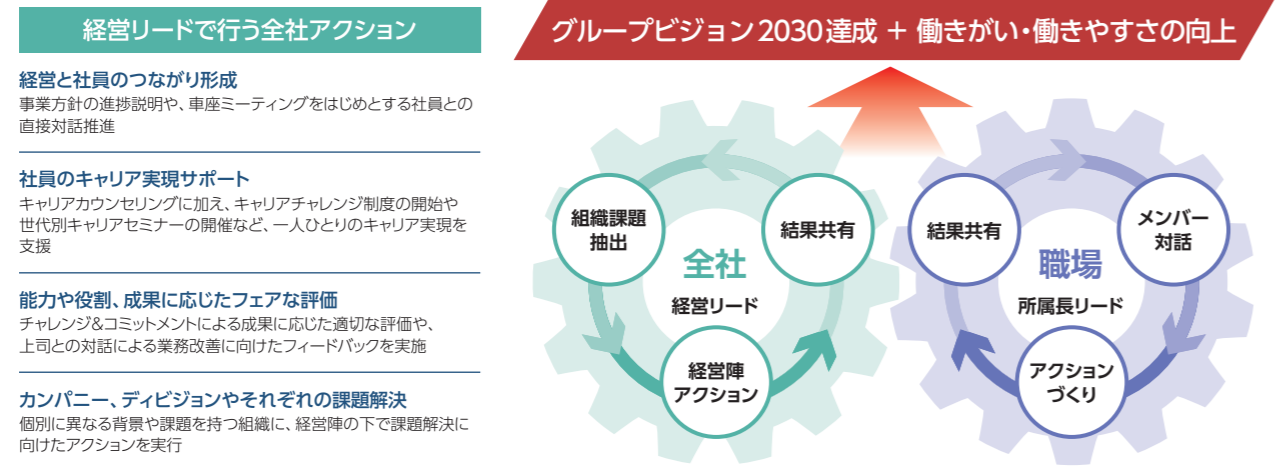 経営リードで行う全社アクション
経営と社員のつながり形成
事業方針の進捗説明や、車座ミーティングをはじめとする社員との
直接対話推進
社員のキャリア実現サポート
キャリアカウンセリングに加え、キャリアチャレンジ制度の開始や
世代別キャリアセミナーの開催など、一人ひとりのキャリア実現を
支援
能力や役割、成果に応じたフェアな評価
チャレンジ&コミットメントによる成果に応じた適切な評価や、
上司との対話による業務改善に向けたフィードバックを実施
カンパニー、ディビジョンやそれぞれの課題解決
個別に異なる背景や課題を持つ組織に、経営陣の下で課題解決に
向けたアクションを実行
グループビジョン2030達成 + 働きがい・働きやすさの向上
組織課題
抽出
結果共有
全社
経営リード
経営陣
アクション
結果共有
メンバー
対話
職場
所属長リード
アクション
づくり